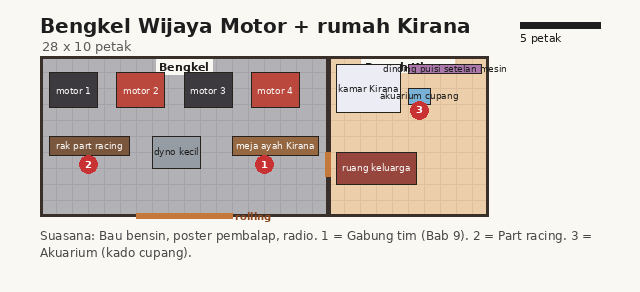 Bengkel Wijaya Motor + rumah Kirana
28 x 10 petak
5 petak
Bengkel
dinding puisi setelan mesin
motor 1
motor 2
motor 3
motor 4
kamar Kirana
akuarium cupang
3
rak part racing
dyno kecil
meja ayah Kirana
2
1
ruang keluarga
rolling
Suasana: Bau bensin, poster pembalap, radio. 1 = Gabung tim (Bab 9). 2 = Part racing. 3 =
Akuarium (kado cupang).